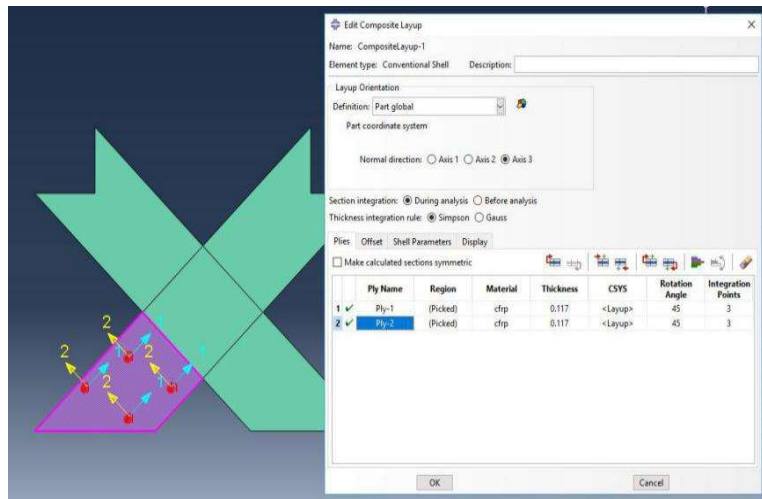 Edit Composite Layup
Name: CompositeLayup-1
Element type: Conventional Shell Description:
Layup Orientation
Definition: Part global
Part coordinate system
Normal direction: Axis 1 Axis 2 Axis 3
Section integration: During analysis Before analysis
Thickness integration rule: Simpson Gauss
Plies Offset Shell Parameters Display
Make calculated sections symmetric
Ply Name Region Material Thickness CSYS Rotation Angle Integration Points
1 Ply-1 (Picked) cfrp 0.117 <Layup> 45 3
2 Ply-2 (Picked) cfrp 0.117 <Layup> 45 3
OK Cancel
2 1
2 2 1
2 1